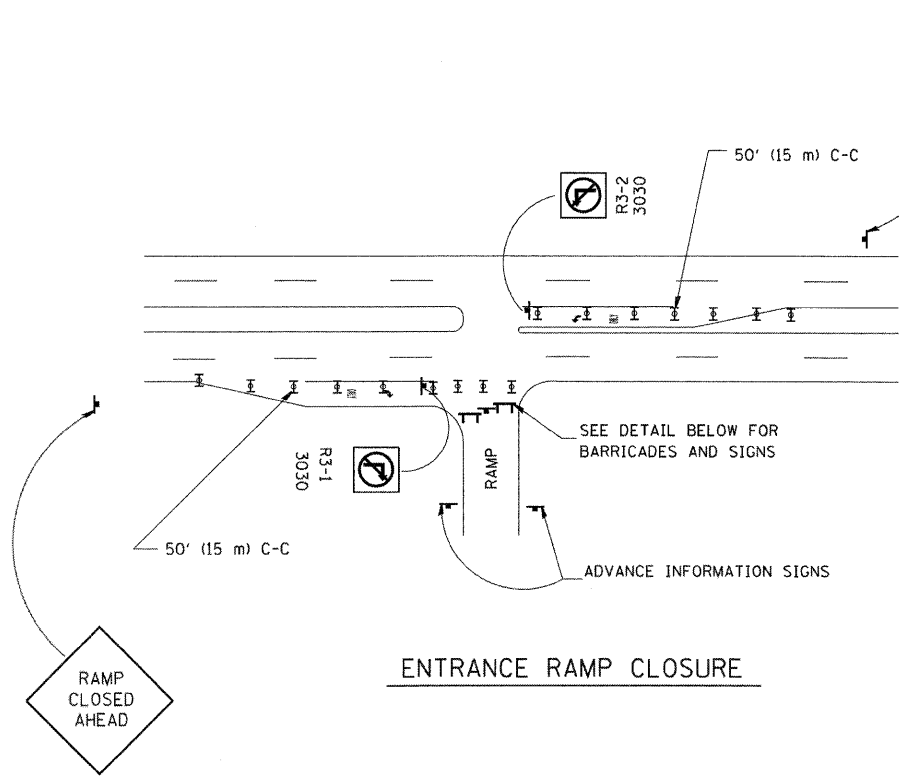 50' (15 m) C-C
R3-2
3030
SEE DETAIL BELOW FOR
BARRICADES AND SIGNS
RAMP
R3-1
3030
50' (15 m) C-C
ADVANCE INFORMATION SIGNS
ENTRANCE RAMP CLOSURE
RAMP
CLOSED
AHEAD